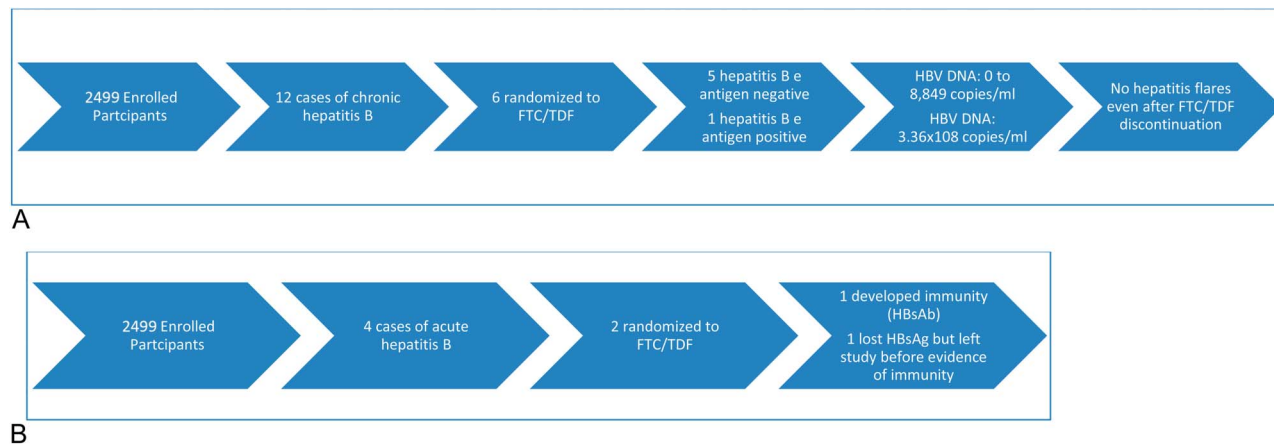 2499 Enrolled
Partcipants
12 cases of chronic
hepatitis B
6 randomized to
FTC/TDF
5 hepatitis B e
antigen negative
1 hepatitis B e
antigen positive
HBV DNA: 0 to
8,849 copies/ml
HBV DNA:
3.36x108 copies/ml
No hepatitis flares
even after FTC/TDF
discontinuation
A
2499 Enrolled
Partcipants
4 cases of acute
hepatitis B
2 randomized to
FTC/TDF
1 developed immunity
(HBsAb)
1 lost HBsAg but left
study before evidence
of immunity
B